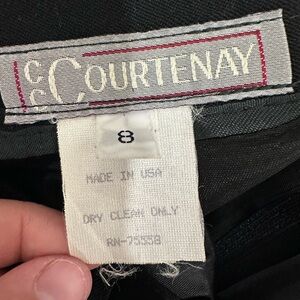 CC COURTENAY
8
MADE IN USA
DRY CLEAN ONLY
RN-75558